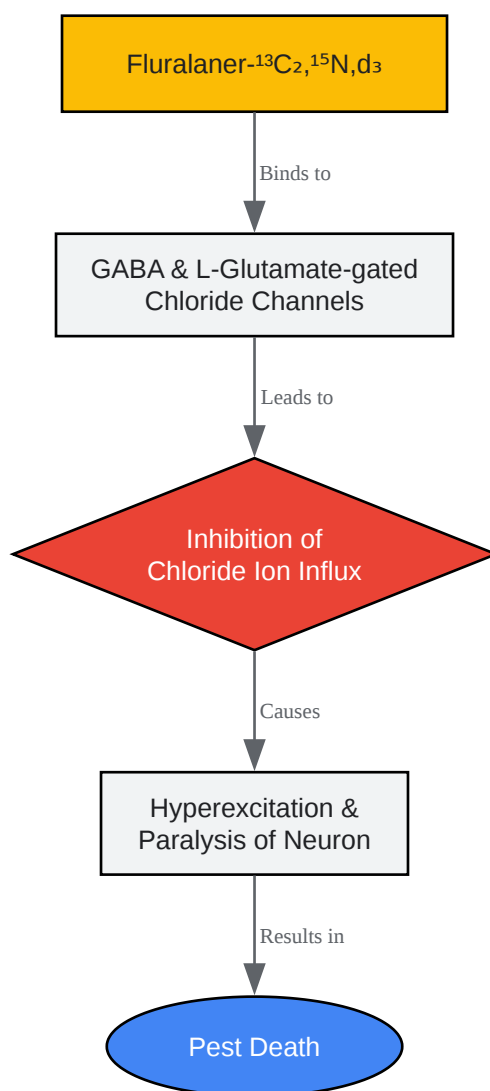 Fluralaner-¹³C₂,¹⁵N,d₃
Binds to
GABA & L-Glutamate-gated
Chloride Channels
Leads to
Inhibition of
Chloride Ion Influx
Causes
Hyperexcitation &
Paralysis of Neuron
Results in
Pest Death